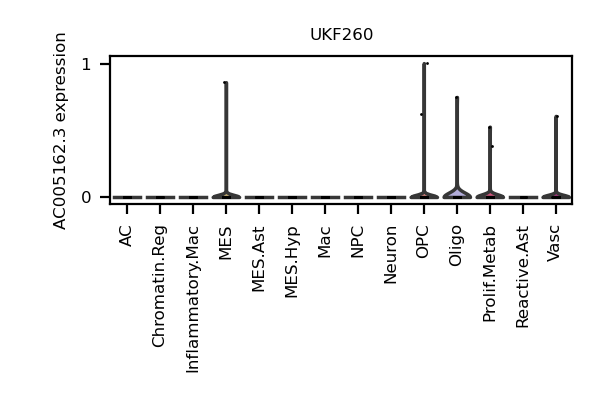 UKF260
AC005162.3 expression
1
0
AC
Chromatin.Reg
Inflammatory.Mac
MES
MES.Ast
MES.Hyp
Mac
NPC
Neuron
OPC
Oligo
Prolif.Metab
Reactive.Ast
Vasc